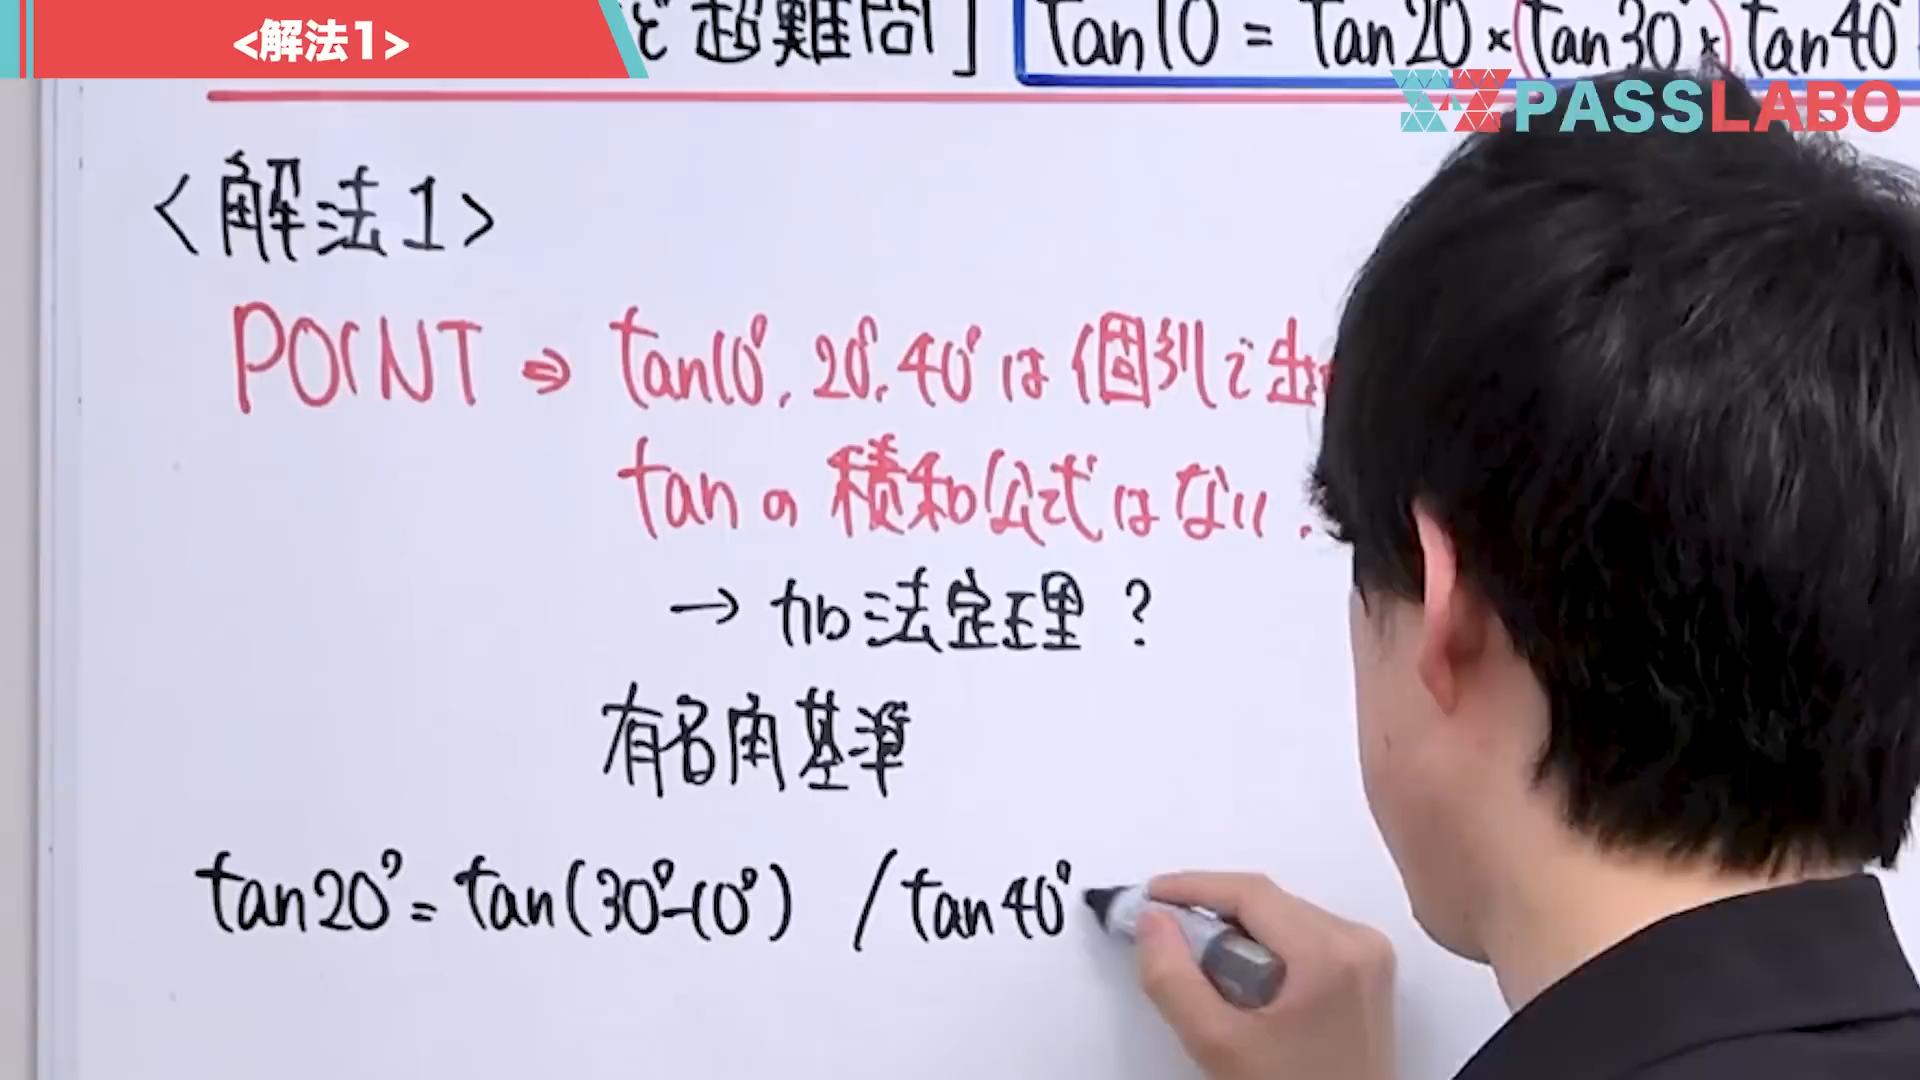 <解法1>
ど超難問] tan10°=tan20°×tan30°×tan40°
PASSLABO
<解法1>
POINT ⇒ tan10°, 20°, 40° は個別で出
tan の 積和公式はない.
→ 加法定理?
有名角基準
tan20°=tan(30°-10°) / tan40°